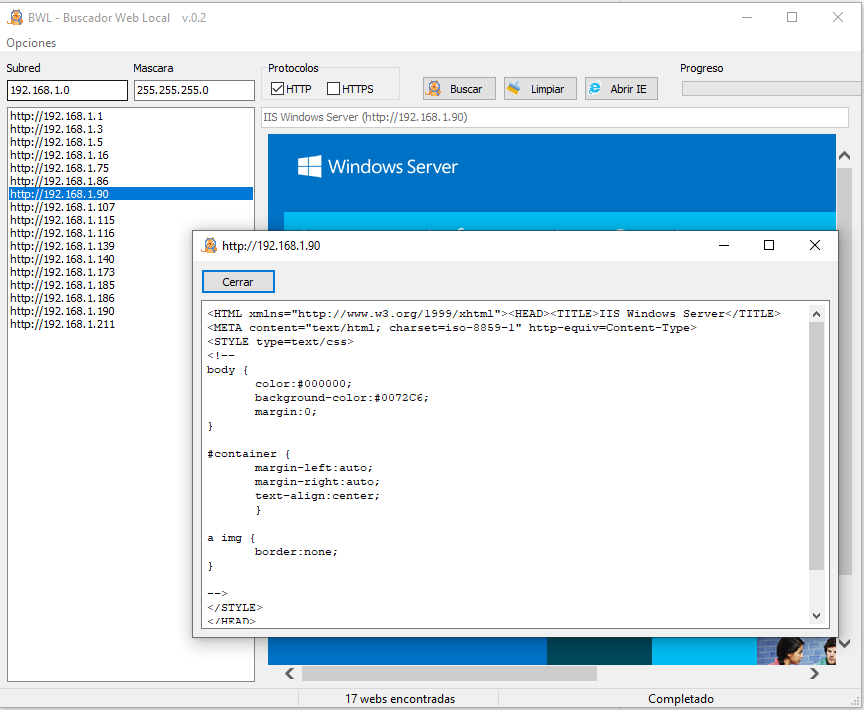 BWL - Buscador Web Local v.0.2
Opciones
Subred
Mascara
Protocolos
Progreso
192.168.1.0
255.255.255.0
HTTP
HTTPS
Buscar
Limpiar
Abrir IE
http://192.168.1.1
http://192.168.1.3
http://192.168.1.5
http://192.168.1.16
http://192.168.1.75
http://192.168.1.86
http://192.168.1.90
http://192.168.1.107
http://192.168.1.115
http://192.168.1.116
http://192.168.1.139
http://192.168.1.140
http://192.168.1.173
http://192.168.1.185
http://192.168.1.186
http://192.168.1.190
http://192.168.1.211
IIS Windows Server (http://192.168.1.90)
Windows Server
http://192.168.1.90
Cerrar
<HTML xmlns="http://www.w3.org/1999/xhtml"><HEAD><TITLE>IIS Windows Server</TITLE>
<META content="text/html; charset=iso-8859-1" http-equiv=Content-Type>
<STYLE type=text/css>
<!--
body {
color:#000000;
background-color:#0072C6;
margin:0;
}
#container {
margin-left:auto;
margin-right:auto;
text-align:center;
}
a img {
border:none;
}
-->
</STYLE>
</HEAD>
17 webs encontradas
Completado